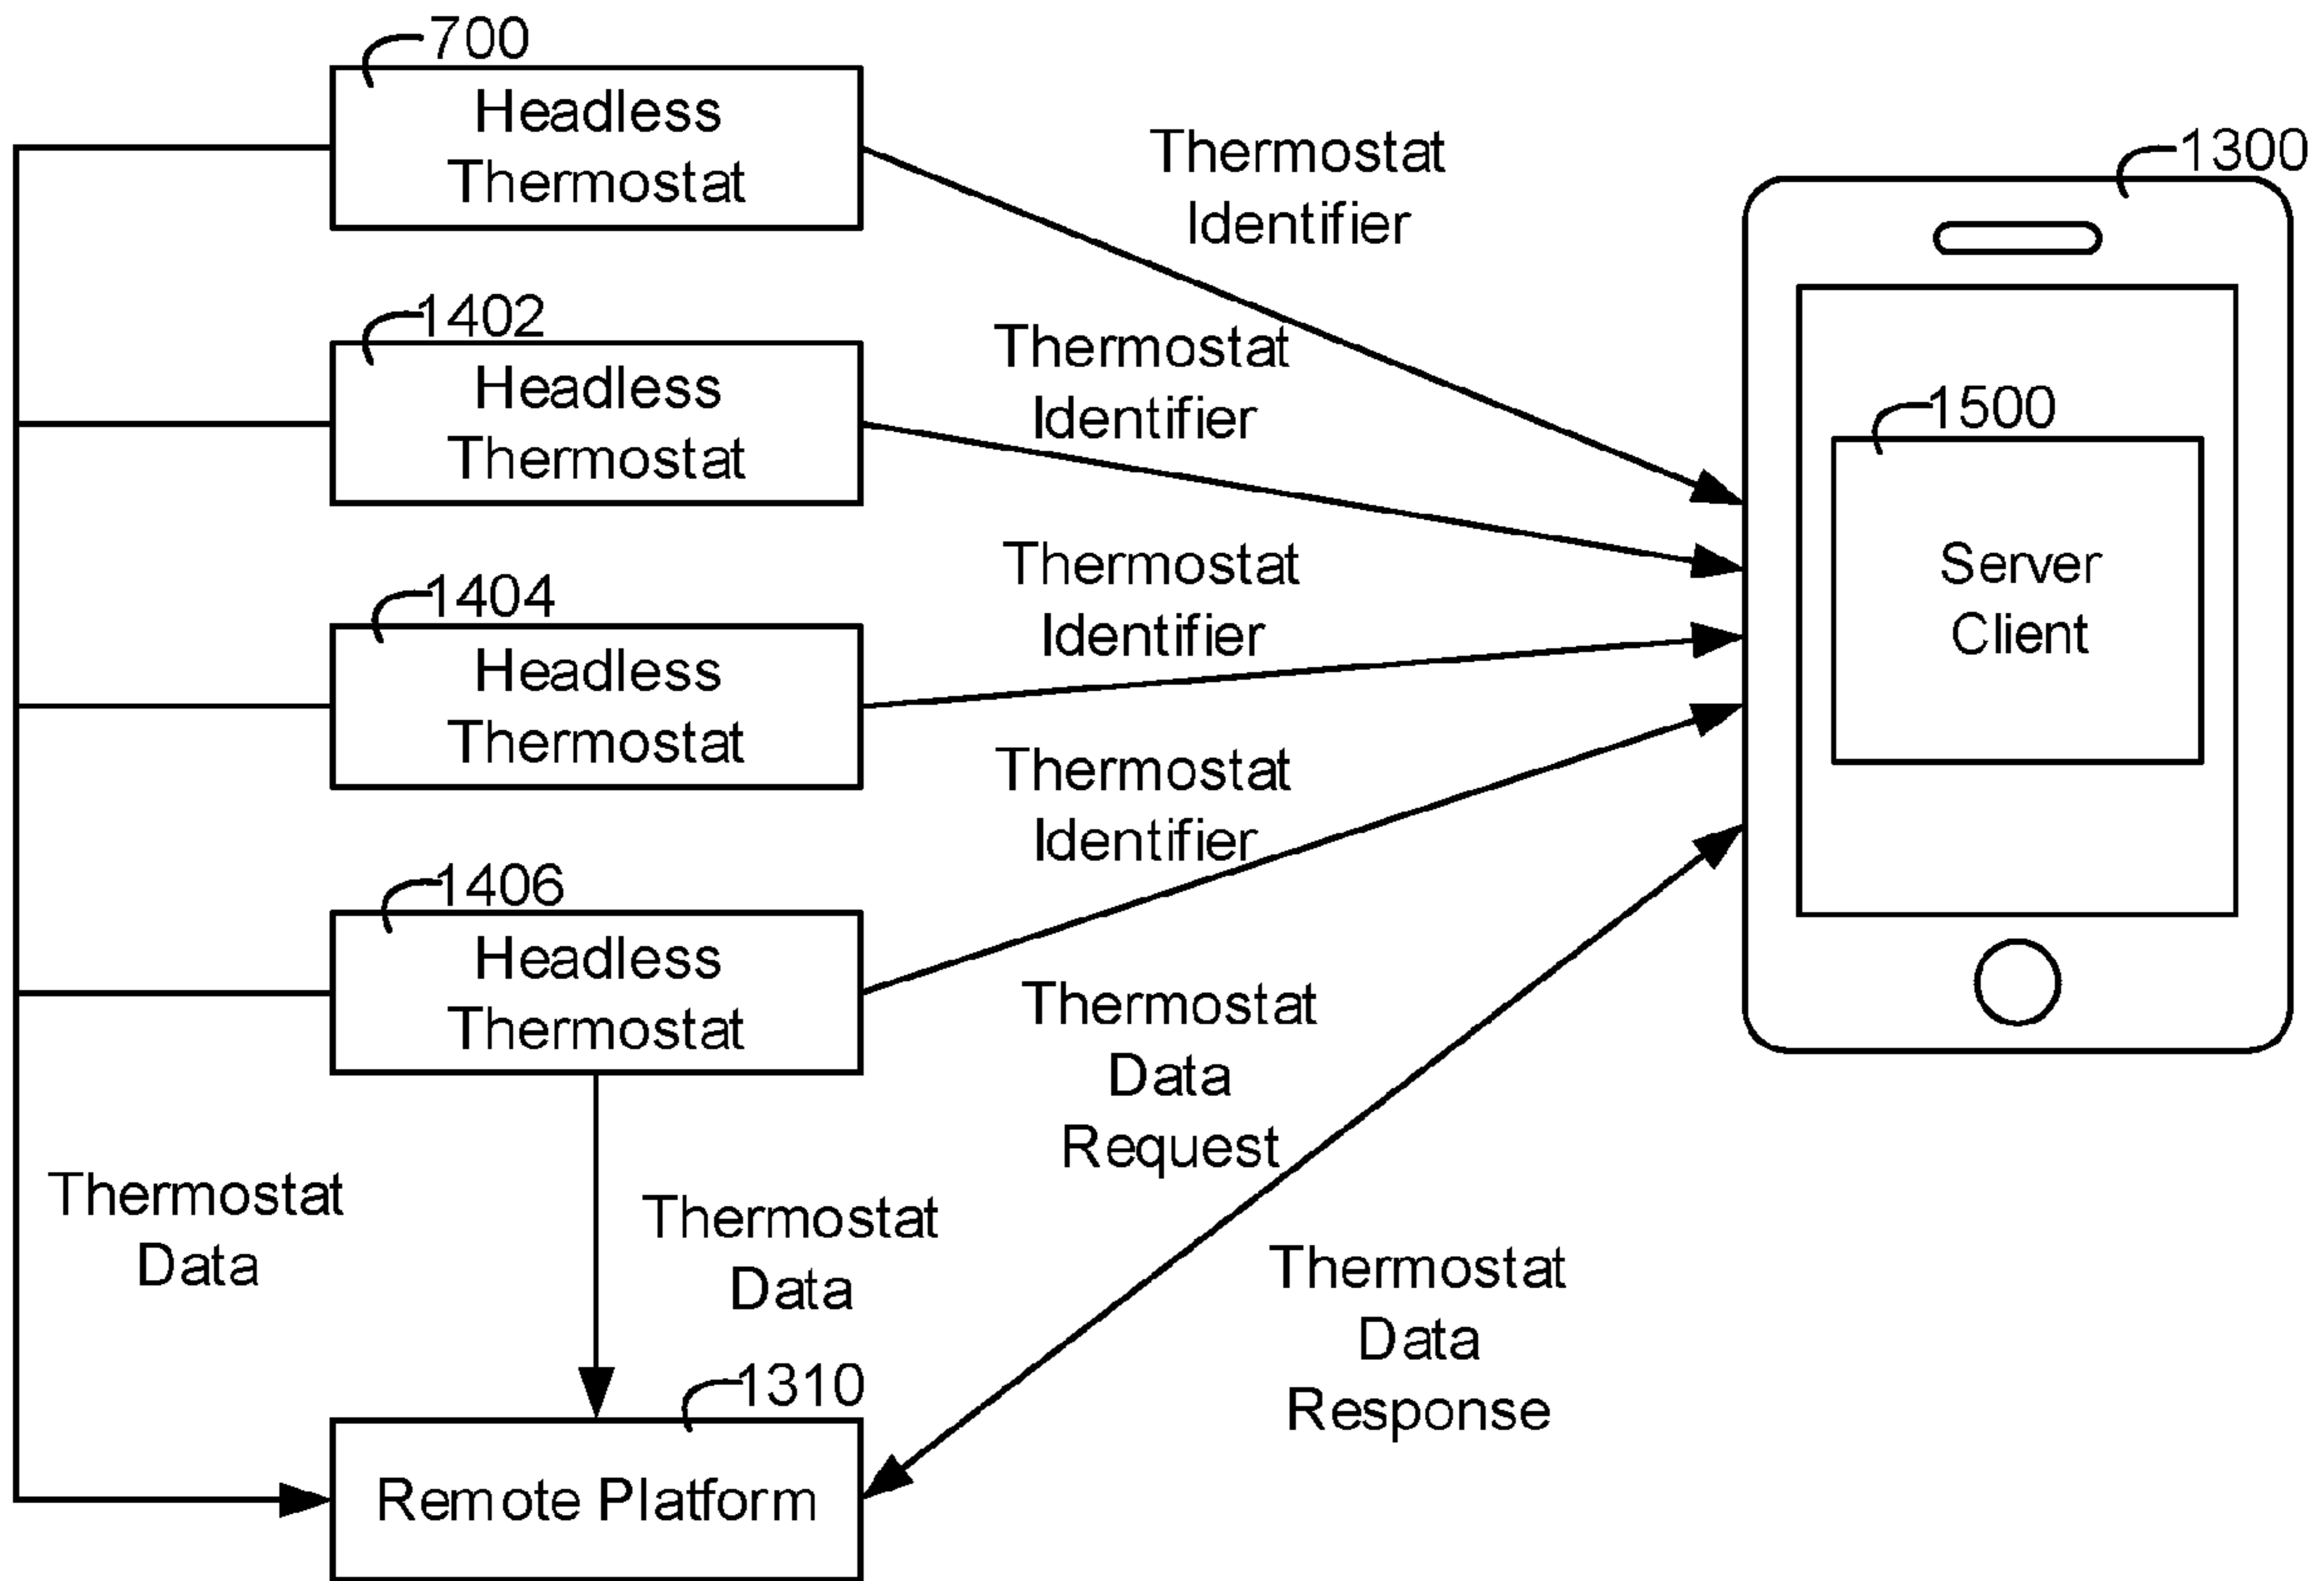 700
Headless
Thermostat
Thermostat
Identifier
1300
1402
Headless
Thermostat
Thermostat
Identifier
1500
Server
Client
1404
Headless
Thermostat
Thermostat
Identifier
1406
Headless
Thermostat
Thermostat
Identifier
Thermostat
Data
Request
Thermostat
Data
Thermostat
Data
Thermostat
Data
Response
1310
Remote Platform